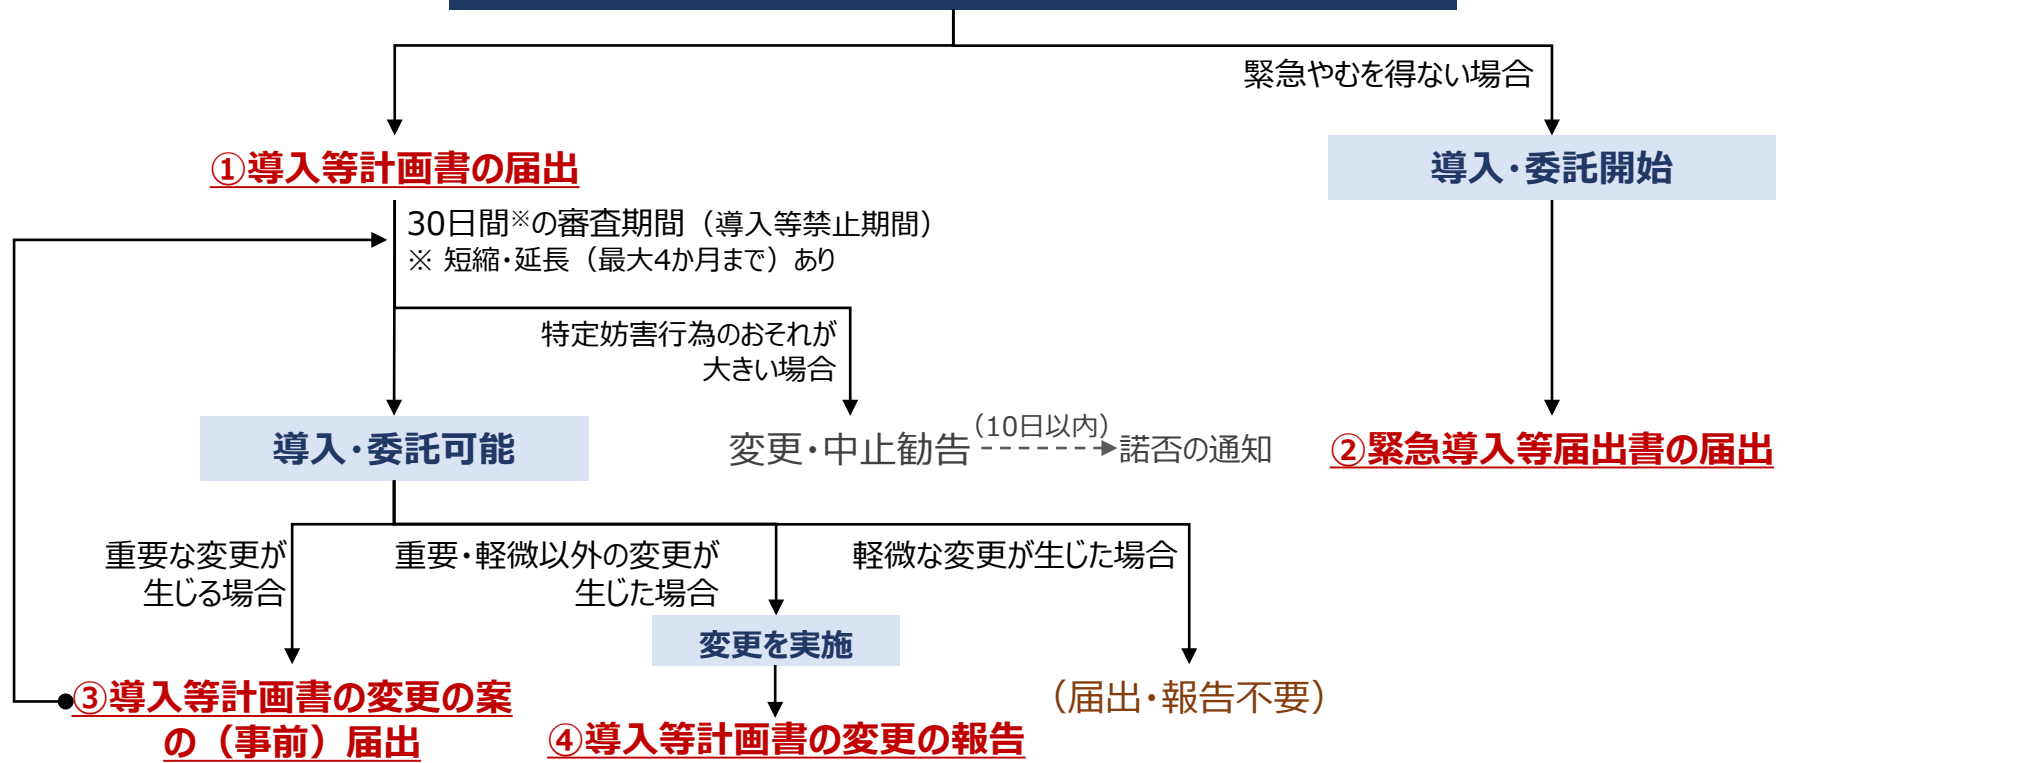 緊急やむを得ない場合
①導入等計画書の届出
導入・委託開始
30日間※の審査期間（導入等禁止期間）
※ 短縮・延長（最大4か月まで）あり
特定妨害行為のおそれが
大きい場合
導入・委託可能
変更・中止勧告
（10日以内）
諾否の通知
②緊急導入等届出書の届出
重要な変更が
生じる場合
重要・軽微以外の変更が
生じた場合
軽微な変更が生じた場合
変更を実施
③導入等計画書の変更の案
の（事前）届出
④導入等計画書の変更の報告
（届出・報告不要）